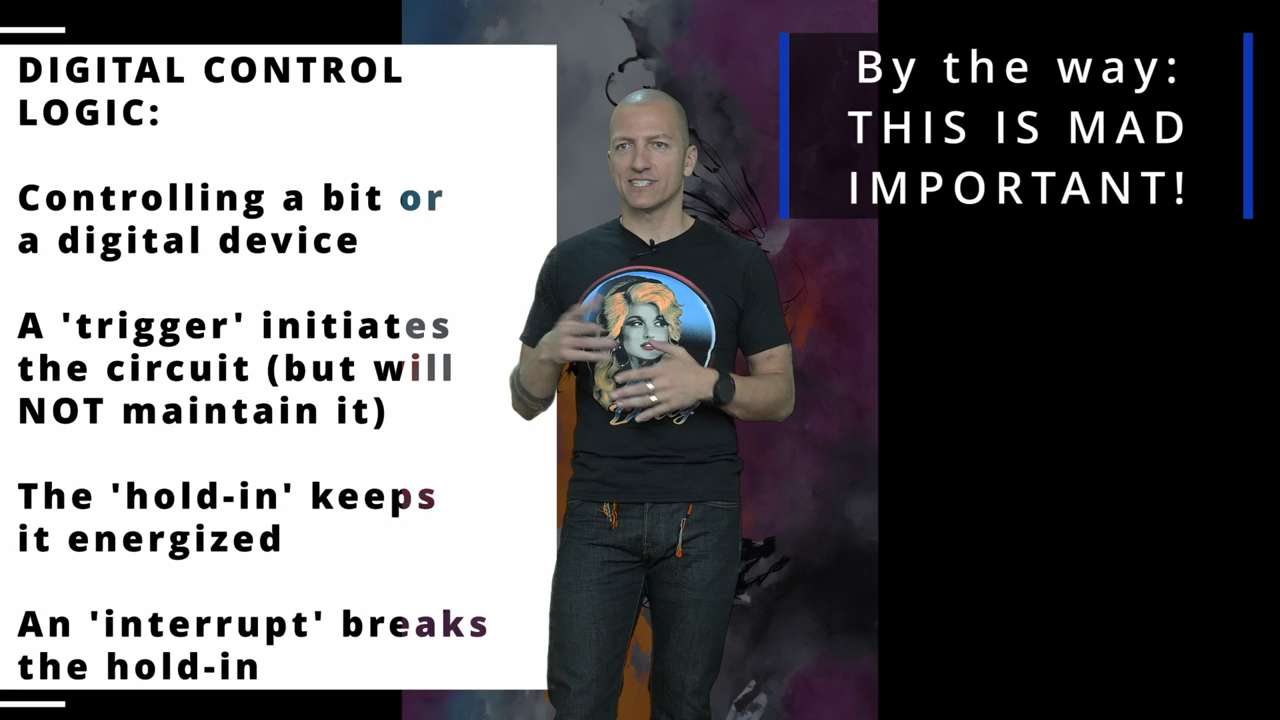 DIGITAL CONTROL
LOGIC:
Controlling a bit or
a digital device
A 'trigger' initiates
the circuit (but will
NOT maintain it)
The 'hold-in' keeps
it energized
An 'interrupt' breaks
the hold-in
By the way:
THIS IS MAD
IMPORTANT!